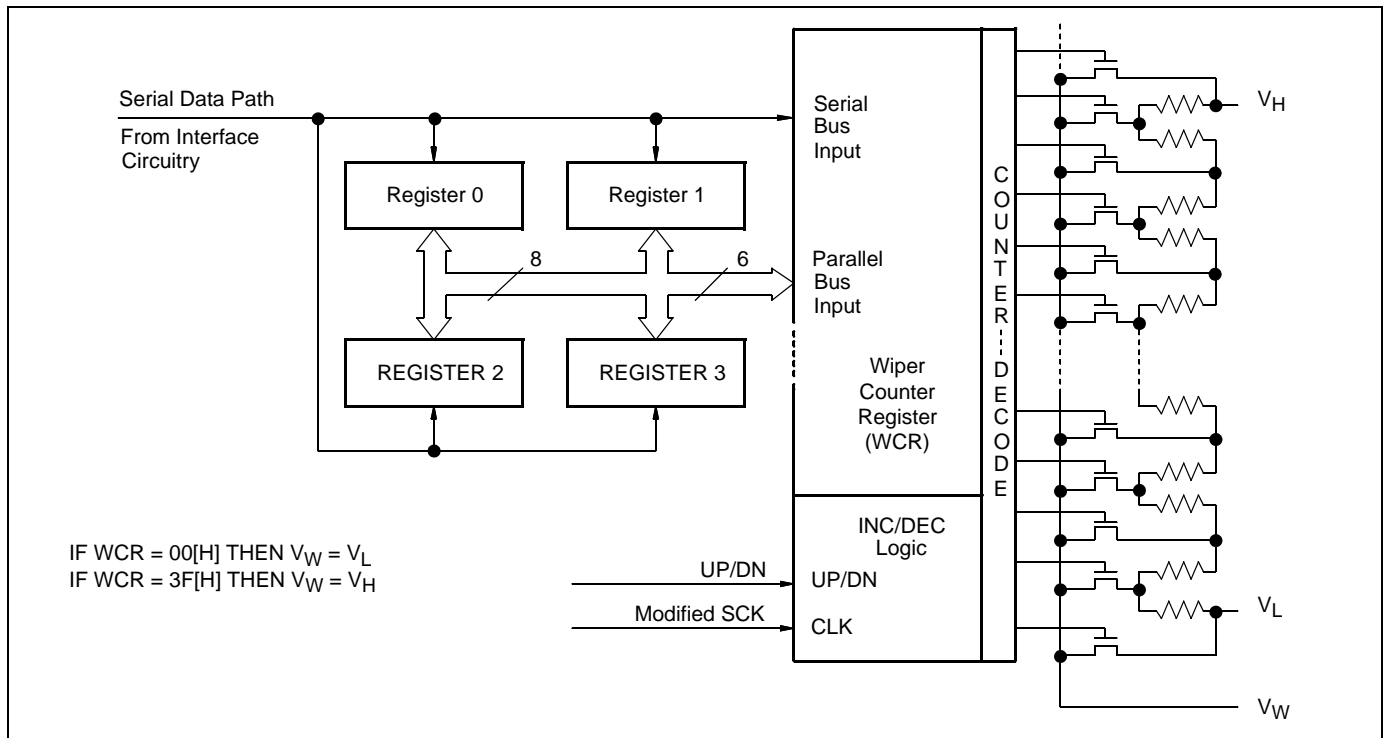 Serial Data Path
From Interface
Circuitry
Register 0
Register 1
8
6
REGISTER 2
REGISTER 3
Serial
Bus
Input
Parallel
Bus
Input
Wiper
Counter
Register
(WCR)
INC/DEC
Logic
UP/DN
UP/DN
Modified SCK
CLK
COUNTER
DECODE
VH
VL
VW
IF WCR = 00[H] THEN VW = VL
IF WCR = 3F[H] THEN VW = VH